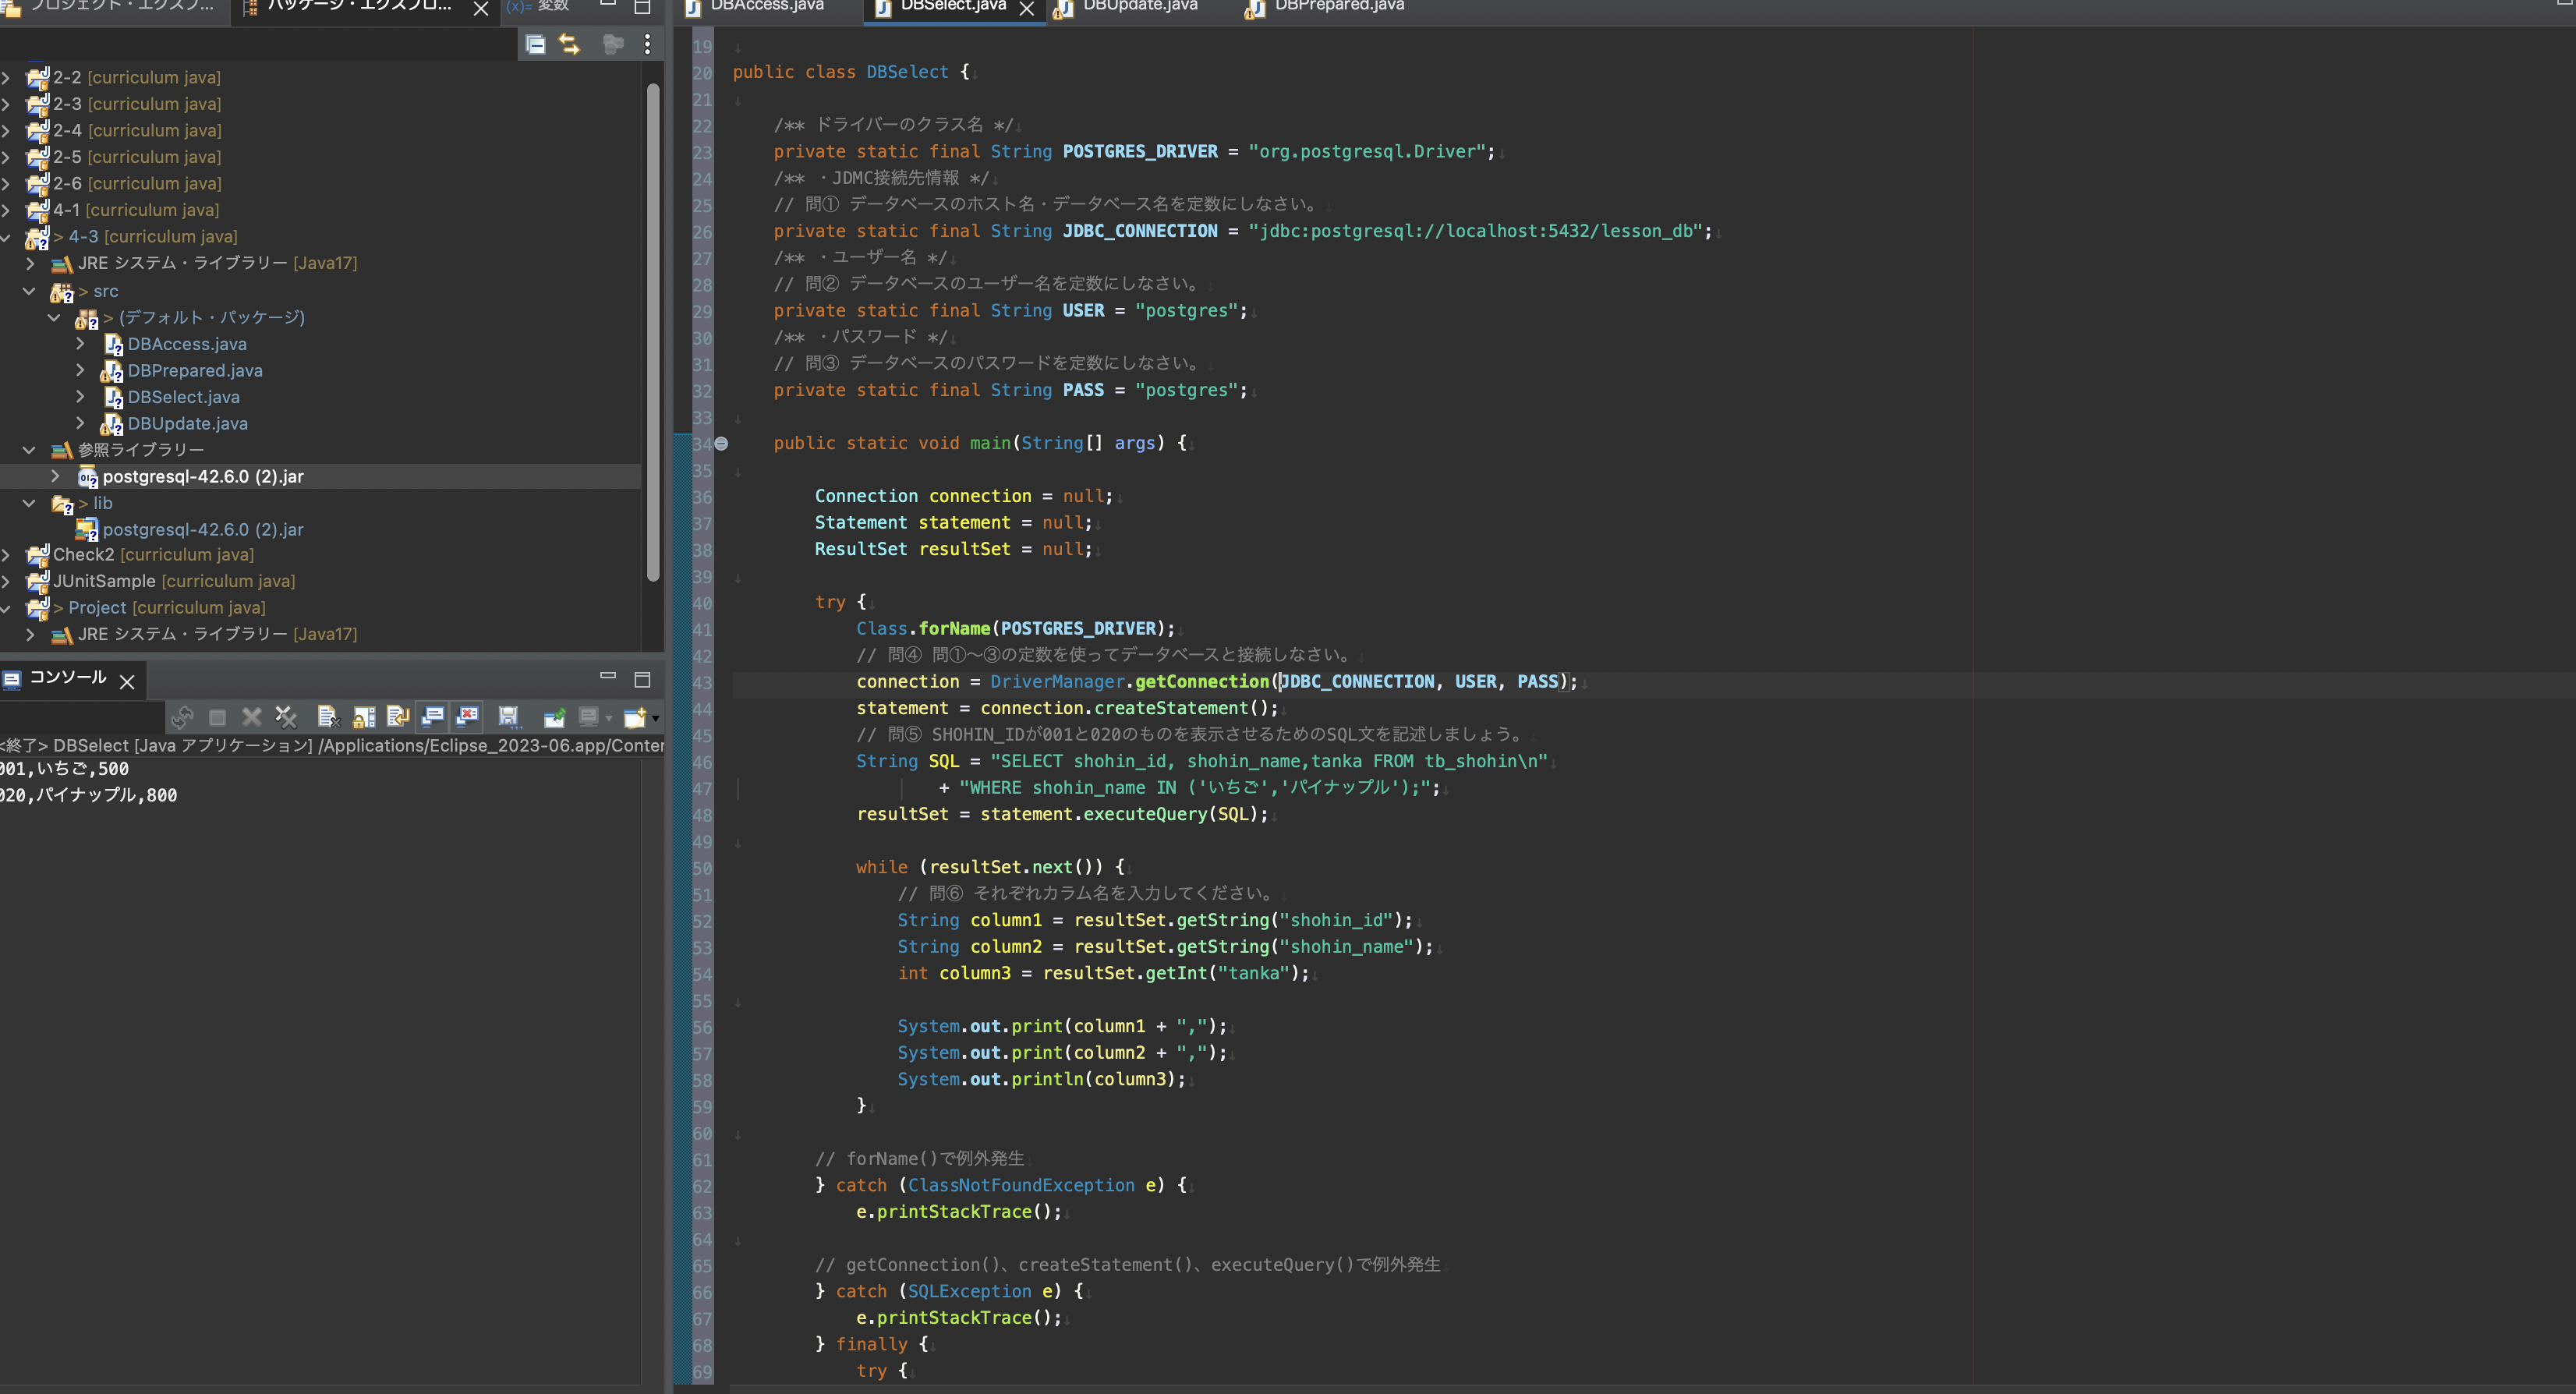 プロジェクト・エクスプ...
パッケージ・エクスプロ...
(x)= 変数
2-2 [curriculum java]
2-3 [curriculum java]
2-4 [curriculum java]
2-5 [curriculum java]
2-6 [curriculum java]
4-1 [curriculum java]
> 4-3 [curriculum java]
JRE システム・ライブラリー [Java17]
> src
> (デフォルト・パッケージ)
DBAccess.java
DBPrepared.java
DBSelect.java
DBUpdate.java
参照ライブラリー
postgresql-42.6.0 (2).jar
> lib
postgresql-42.6.0 (2).jar
Check2 [curriculum java]
JUnitSample [curriculum java]
> Project [curriculum java]
JRE システム・ライブラリー [Java17]
コンソール
<終了> DBSelect [Java アプリケーション] /Applications/Eclipse_2023-06.app/Conter
001,いちご,500
020,パイナップル,800
DBAccess.java
DBSelect.java
DBUpdate.java
DBPrepared.java
19
20 public class DBSelect {
21
22 /** ドライバーのクラス名 */
23 private static final String POSTGRES_DRIVER = "org.postgresql.Driver";
24 /** ・JDMC接続先情報 */
25 // 問① データベースのホスト名・データベース名を定数にしなさい。
26 private static final String JDBC_CONNECTION = "jdbc:postgresql://localhost:5432/lesson_db";
27 /** ・ユーザー名 */
28 // 問② データベースのユーザー名を定数にしなさい。
29 private static final String USER = "postgres";
30 /** ・パスワード */
31 // 問③ データベースのパスワードを定数にしなさい。
32 private static final String PASS = "postgres";
33
34 public static void main(String[] args) {
35
36 Connection connection = null;
37 Statement statement = null;
38 ResultSet resultSet = null;
39
40 try {
41 Class.forName(POSTGRES_DRIVER);
42 // 問④ 問①〜③の定数を使ってデータベースと接続しなさい。
43 connection = DriverManager.getConnection(JDBC_CONNECTION, USER, PASS);
44 statement = connection.createStatement();
45 // 問⑤ SHOHIN_IDが001と020のものを表示させるためのSQL文を記述しましょう。
46 String SQL = "SELECT shohin_id, shohin_name,tanka FROM tb_shohin\n"
47 + "WHERE shohin_name IN ('いちご','パイナップル');";
48 resultSet = statement.executeQuery(SQL);
49
50 while (resultSet.next()) {
51 // 問⑥ それぞれカラム名を入力してください。
52 String column1 = resultSet.getString("shohin_id");
53 String column2 = resultSet.getString("shohin_name");
54 int column3 = resultSet.getInt("tanka");
55
56 System.out.print(column1 + ",");
57 System.out.print(column2 + ",");
58 System.out.println(column3);
59 }
60
61 // forName()で例外発生
62 } catch (ClassNotFoundException e) {
63 e.printStackTrace();
64
65 // getConnection()、createStatement()、executeQuery()で例外発生
66 } catch (SQLException e) {
67 e.printStackTrace();
68 } finally {
69 try {